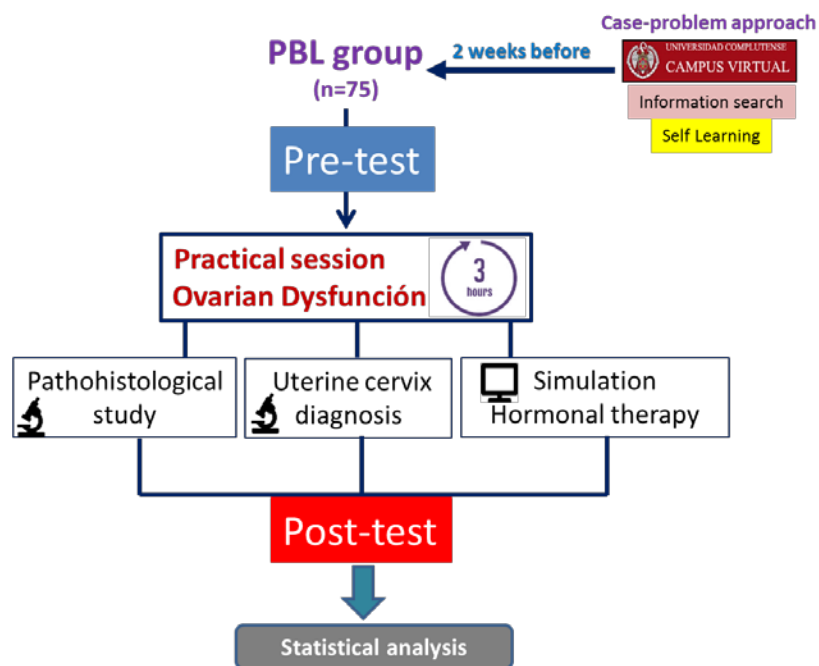 Case-problem approach
UNIVERSIDAD COMPLUTENSE
CAMPUS VIRTUAL
Information search
Self Learning
2 weeks before
PBL group
(n=75)
Pre-test
Practical session
Ovarian Dysfunción
3
hours
Pathohistological
study
Uterine cervix
diagnosis
Simulation
Hormonal therapy
Post-test
Statistical analysis